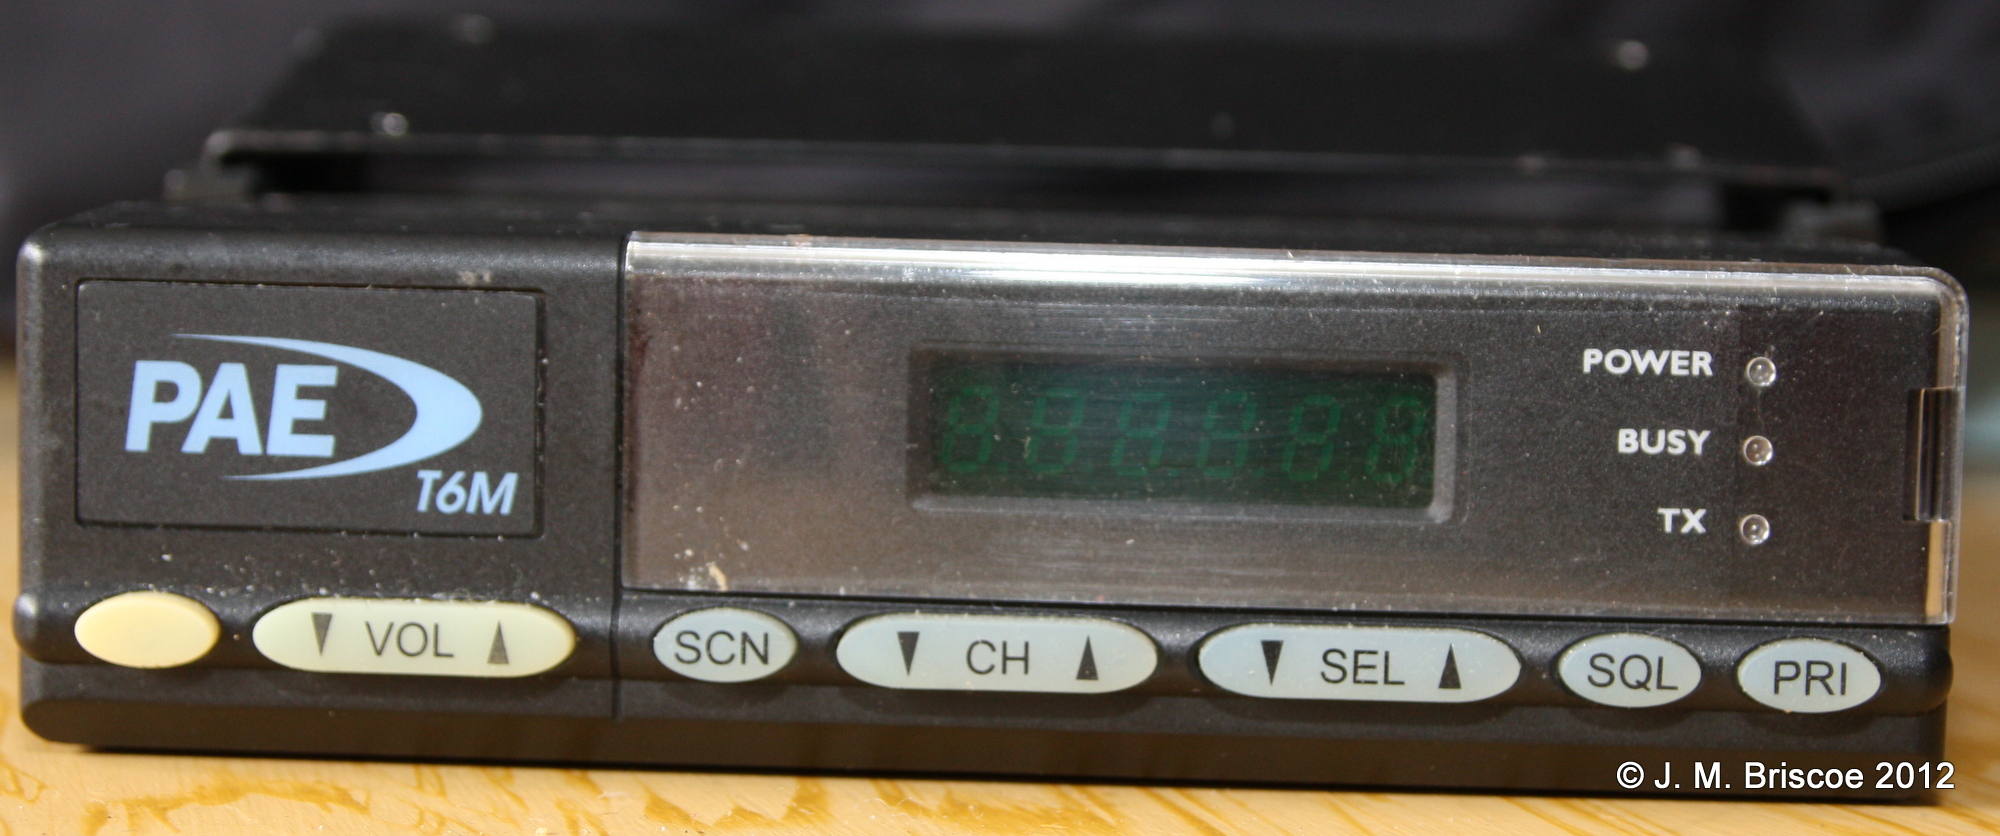 PAE
T6M
POWER
BUSY
TX
▼ VOL ▲
SCN
▼ CH ▲
▼ SEL ▲
SQL
PRI
© J. M. Briscoe 2012